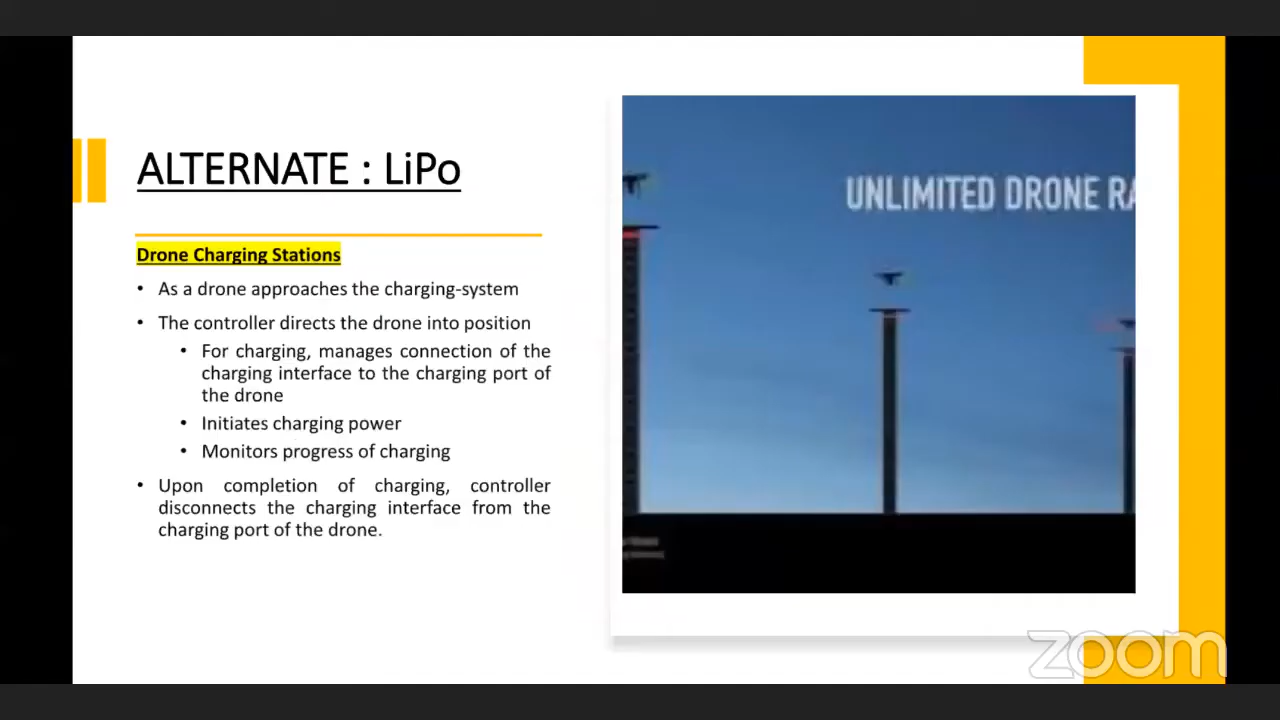 ALTERNATE : LiPo
Drone Charging Stations
• As a drone approaches the charging-system
• The controller directs the drone into position
• For charging, manages connection of the
charging interface to the charging port of
the drone
• Initiates charging power
• Monitors progress of charging
• Upon completion of charging, controller
disconnects the charging interface from the
charging port of the drone.
UNLIMITED DRONE
zoom